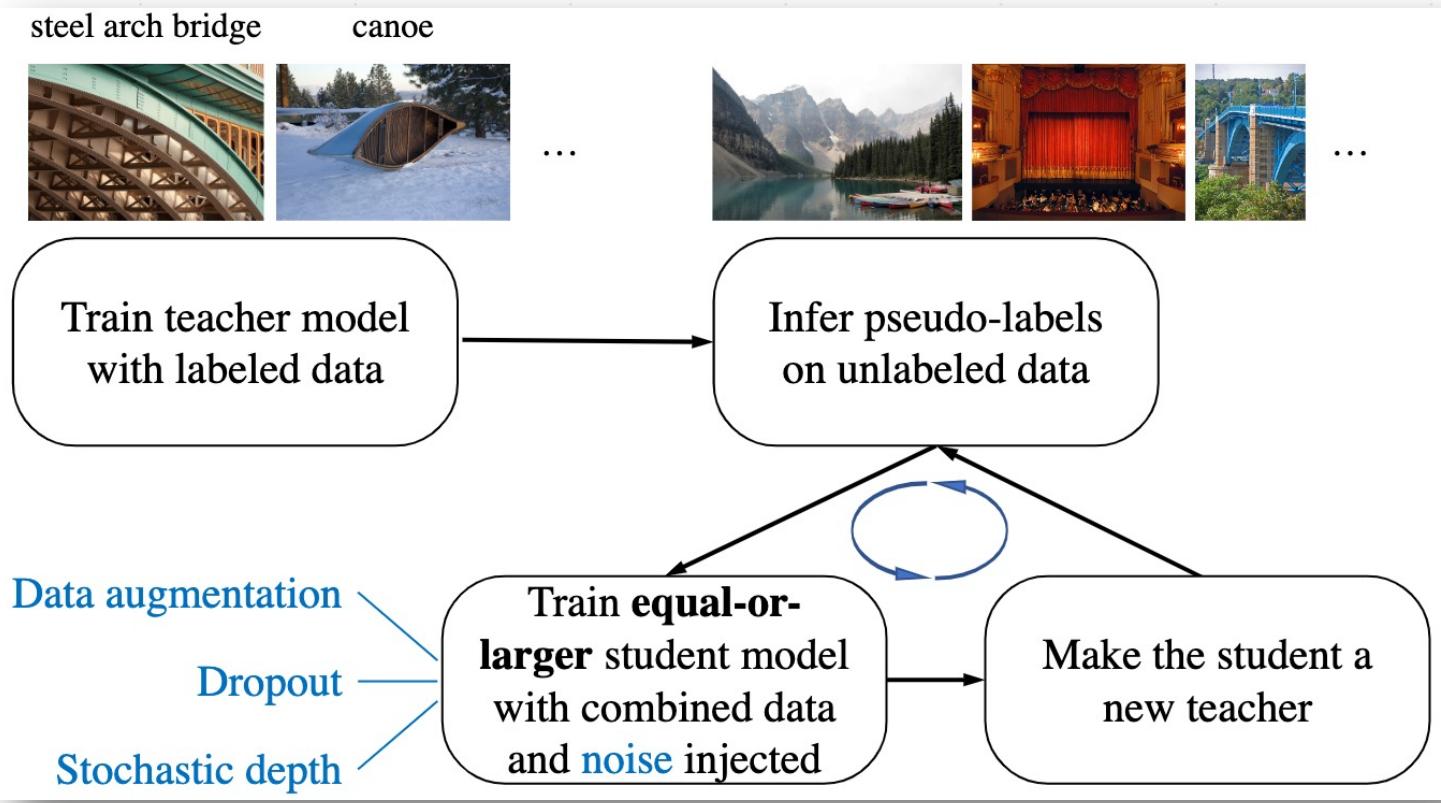 steel arch bridge
canoe
...
...
Train teacher model
with labeled data
Infer pseudo-labels
on unlabeled data
Data augmentation
Dropout
Stochastic depth
Train equal-or-
larger student model
with combined data
and noise injected
Make the student a
new teacher